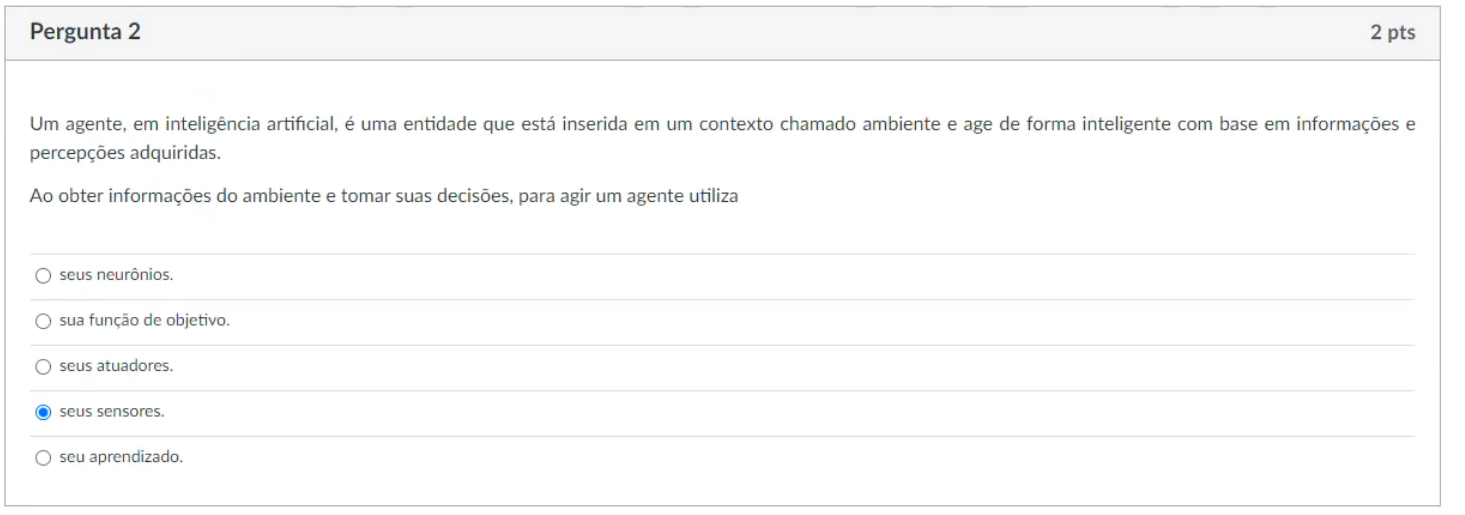 Pergunta 2
2 pts
Um agente, em inteligência artificial, é uma entidade que está inserida em um contexto chamado ambiente e age de forma inteligente com base em informações e
percepções adquiridas.
Ao obter informações do ambiente e tomar suas decisões, para agir um agente utiliza
seus neurônios.
sua função de objetivo.
seus atuadores.
seus sensores.
seu aprendizado.